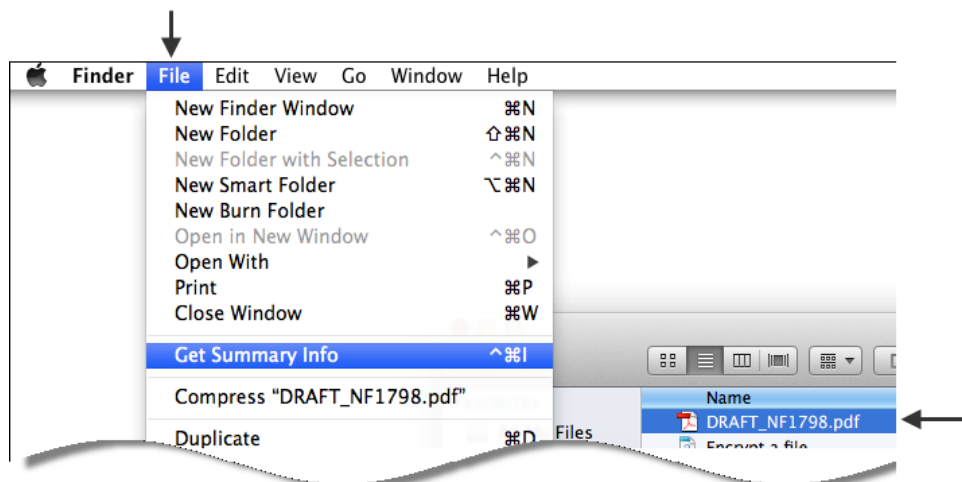 Finder File Edit View Go Window Help
New Finder Window ⌘N
New Folder ⇧⌘N
New Folder with Selection ^⌘N
New Smart Folder ⌥⌘N
New Burn Folder
Open in New Window ^⌘O
Open With ▶
Print ⌘P
Close Window ⌘W
Get Summary Info ^⌘I
Compress “DRAFT_NF1798.pdf”
Duplicate ⌘D
Files
Name
DRAFT_NF1798.pdf
Encrypt a file